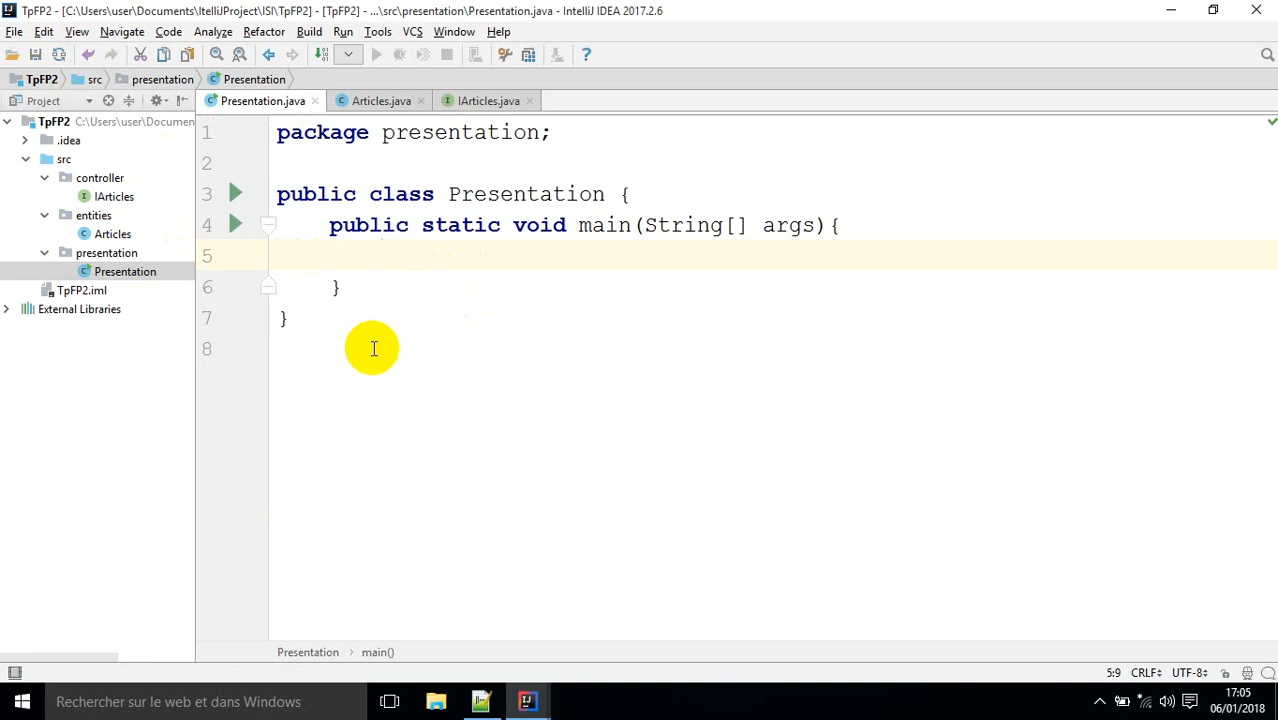 TpFP2 - [C:\Users\user\Documents\ItelliJProject\ISI\TpFP2] - [TpFP2] - ...\src\presentation\Presentation.java - IntelliJ IDEA 2017.2.6
File Edit View Navigate Code Analyze Refactor Build Run Tools VCS Window Help
TpFP2 src presentation Presentation
Project
Presentation.java Articles.java IArticles.java
TpFP2 C:\Users\user\Documen
.idea
src
controller
IArticles
entities
Articles
presentation
Presentation
TpFP2.iml
External Libraries
1 package presentation;
2
3 public class Presentation {
4 public static void main(String[] args){
5
6 }
7 }
8
Presentation › main()
5:9 CRLF÷ UTF-8÷
Rechercher sur le web et dans Windows
17:05
06/01/2018